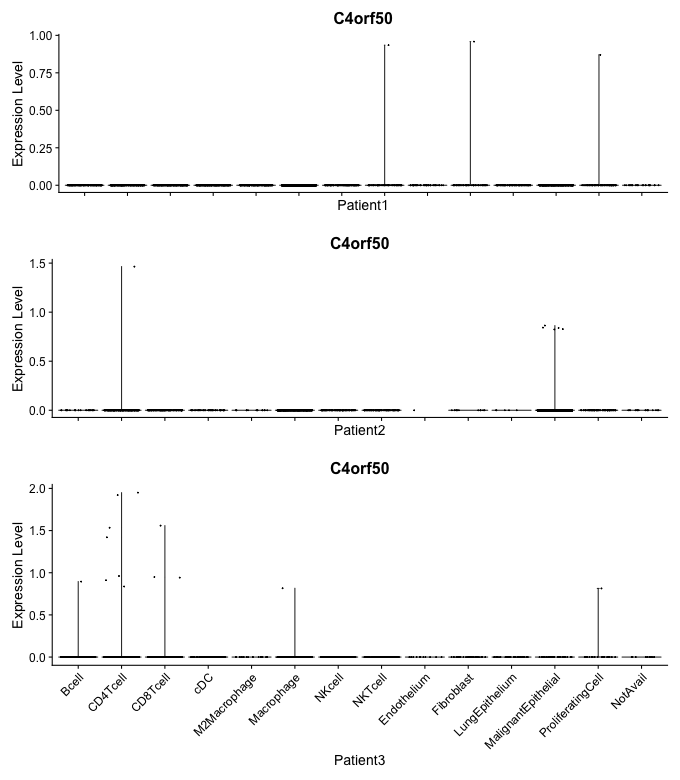 C4orf50
1.00
0.75
0.50
0.25
0.00
Expression Level
Patient1
C4orf50
1.5
1.0
0.5
0.0
Expression Level
Patient2
C4orf50
2.0
1.5
1.0
0.5
0.0
Expression Level
Bcell
CD4Tcell
CD8Tcell
cDC
M2Macrophage
Macrophage
NKcell
NKTcell
Endothelium
Fibroblast
LungEpithelium
MalignantEpithelial
ProliferatingCell
NotAvail
Patient3